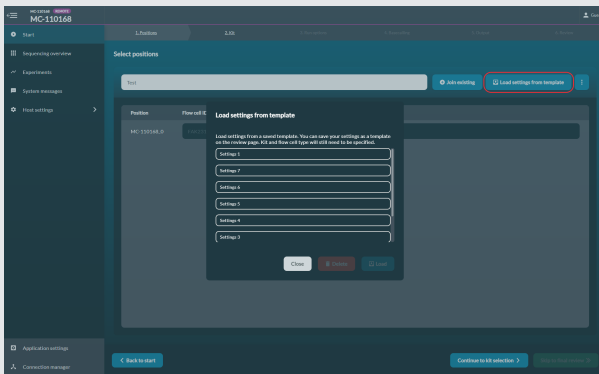 MC-110168 REMOTE
MC-110168
Start
Sequencing overview
Experiments
System messages
Host settings
Application settings
Connection manager
1. Positions
2. Kit
Select positions
Test
Join existing
Load settings from template
Position
Flow cell ID
MC-110168_0
Load settings from template
Load settings from a saved template. You can save your settings as a template
on the review page. Kit and flow cell type will still need to be specified.
Settings 1
Settings 7
Settings 6
Settings 5
Settings 4
Settings 3
Close
Delete
Load
Back to start
Continue to kit selection